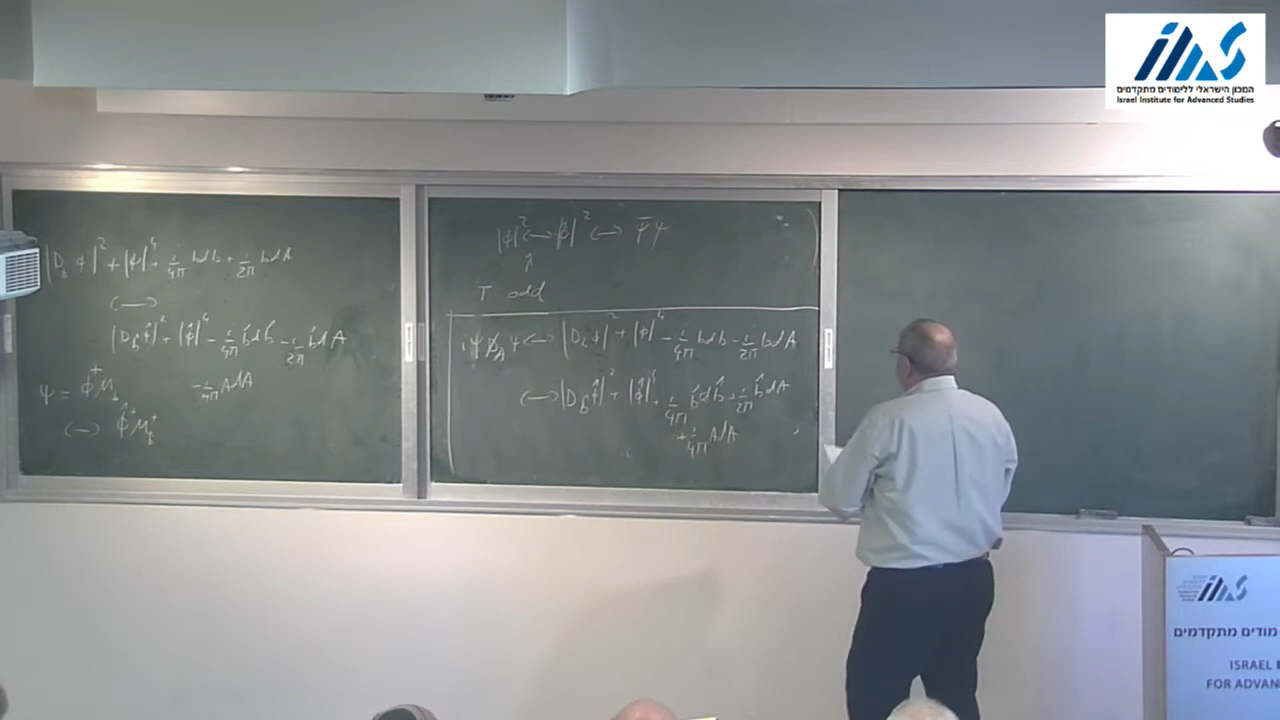 המכון הישראלי ללימודים מתקדמים
Israel Institute for Advanced Studies
|D_b φ|² + |φ|⁴ + 1/4π bdb + 1/2π bdA
⟷
|D_b̂ φ̂|² + |φ̂|⁴ - 1/4π b̂db̂ - 1/2π b̂dA
- 1/4π AdA
ψ = φ⁺ M_b
⟷ φ̂⁺ M_b̂⁺
|φ|² ⟷ |φ̂|² ⟷ ψ̄ψ
↑
T odd
iψ̄ D̸_A ψ ⟷ |D_b φ|² + |φ|⁴ - 1/4π bdb - 1/2π bdA
⟷ |D_b̂ φ̂|² + |φ̂|⁴ + 1/4π b̂db̂ + 1/2π b̂dA
+ 1/4π AdA
מודים מתקדמים
ISRAEL
FOR ADVAN